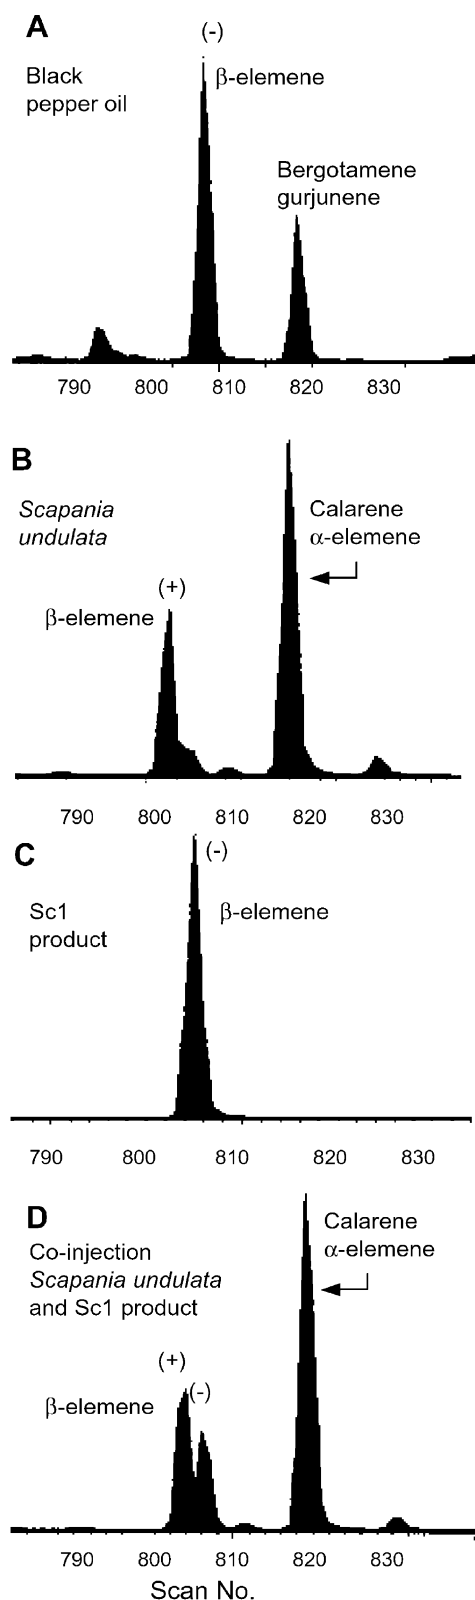 A
(-)
Black
pepper oil
β-elemene
Bergotamene
gurjunene
790 800 810 820 830
B
Scapania
undulata
Calarene
α-elemene
(+)
β-elemene
790 800 810 820 830
C
(-)
Sc1
product
β-elemene
790 800 810 820 830
D
Co-injection
Scapania undulata
and Sc1 product
Calarene
α-elemene
(+)
(-)
β-elemene
790 800 810 820 830
Scan No.